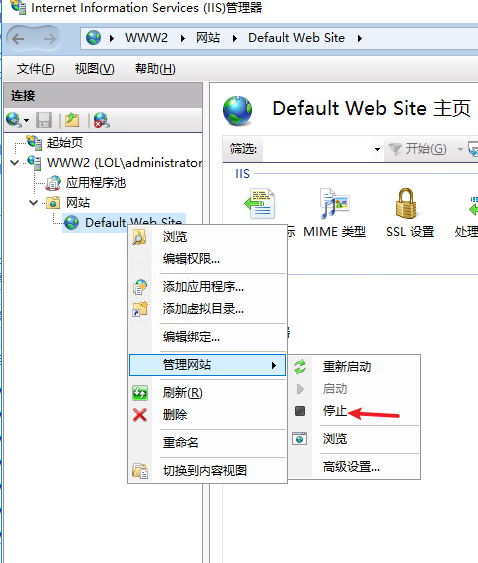 Internet Information Services (IIS)管理器
WWW2 网站 Default Web Site
文件(F) 视图(V) 帮助(H)
连接
起始页
WWW2 (LOL\administrator
应用程序池
网站
Default Web Site
Default Web Site 主页
筛选: 开始(G)
IIS
标 MIME 类型 SSL 设置 处理
浏览
编辑权限...
添加应用程序...
添加虚拟目录...
编辑绑定...
管理网站
刷新(R)
删除
重命名
切换到内容视图
器
重新启动
启动
停止
浏览
高级设置...